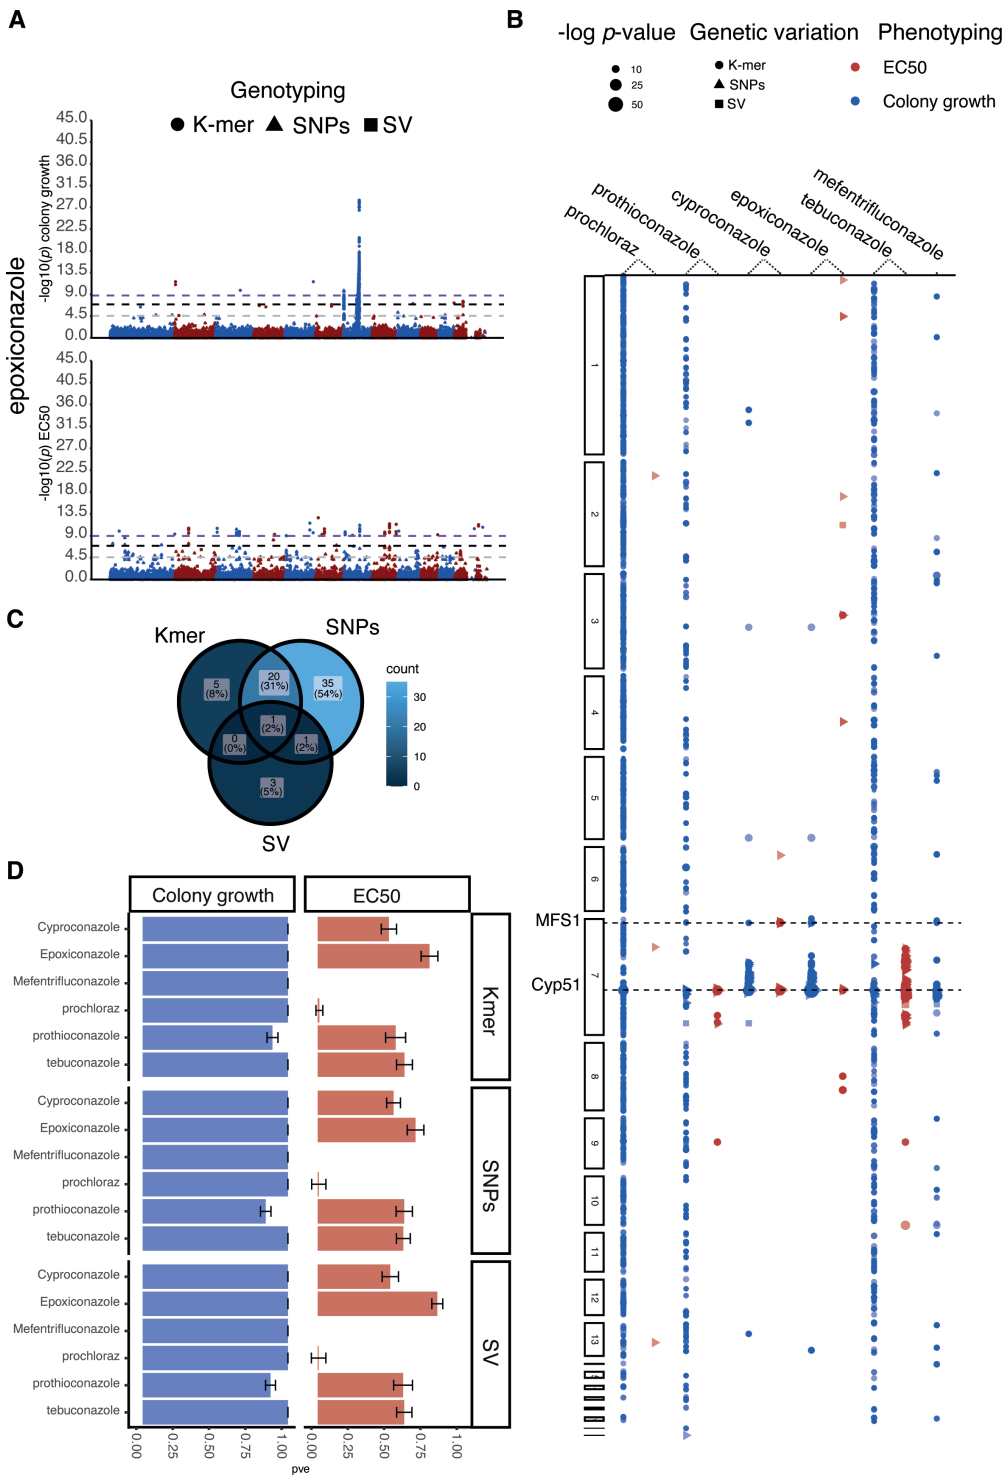 A
Genotyping
K-mer SNPs SV
epoxiconazole
-log10(p) colony growth
45.0
40.5
36.0
31.5
27.0
22.5
18.0
13.5
9.0
4.5
0.0
-log10(p) EC50
45.0
40.5
36.0
31.5
27.0
22.5
18.0
13.5
9.0
4.5
0.0
B
-log p-value
10
25
50
Genetic variation
K-mer
SNPs
SV
Phenotyping
EC50
Colony growth
prochloraz
prothioconazole
cyproconazole
epoxiconazole
tebuconazole
mefentrifluconazole
1
2
3
4
5
6
MFS1
7
Cyp51
8
9
10
11
12
13
C
Kmer
SNPs
SV
5
(8%)
20
(31%)
35
(54%)
1
(2%)
0
(0%)
1
(2%)
3
(5%)
count
30
20
10
0
D
Colony growth
EC50
Cyproconazole
Epoxiconazole
Mefentrifluconazole
prochloraz
prothioconazole
tebuconazole
Kmer
Cyproconazole
Epoxiconazole
Mefentrifluconazole
prochloraz
prothioconazole
tebuconazole
SNPs
Cyproconazole
Epoxiconazole
Mefentrifluconazole
prochloraz
prothioconazole
tebuconazole
SV
0.00 0.25 0.50 0.75 1.00
0.00 0.25 0.50 0.75 1.00
pve